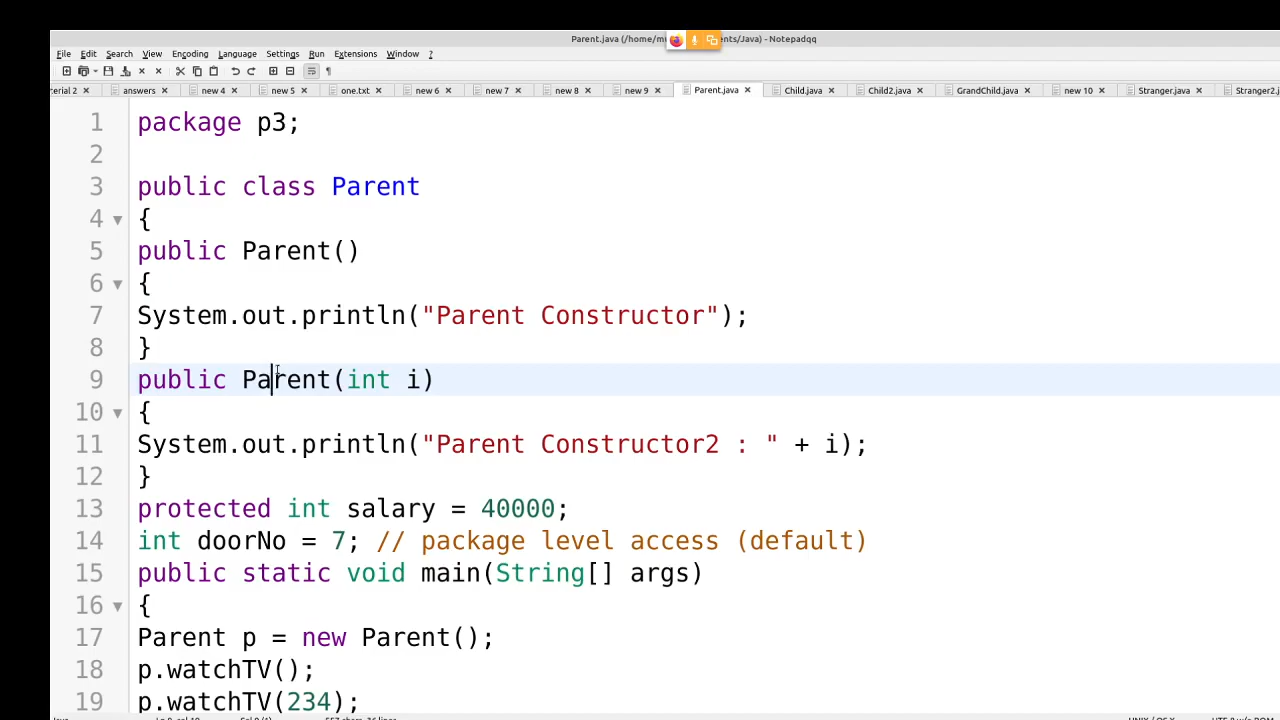 Parent.java (/home/m ents/Java) - Notepadqq
File Edit Search View Encoding Language Settings Run Extensions Window ?
erial 2 answers new 4 new 5 one.txt new 6 new 7 new 8 new 9 Parent.java Child.java Child2.java GrandChild.java new 10 Stranger.java Stranger2.j
1 package p3;
2
3 public class Parent
4 {
5 public Parent()
6 {
7 System.out.println("Parent Constructor");
8 }
9 public Parent(int i)
10 {
11 System.out.println("Parent Constructor2 : " + i);
12 }
13 protected int salary = 40000;
14 int doorNo = 7; // package level access (default)
15 public static void main(String[] args)
16 {
17 Parent p = new Parent();
18 p.watchTV();
19 p.watchTV(234);